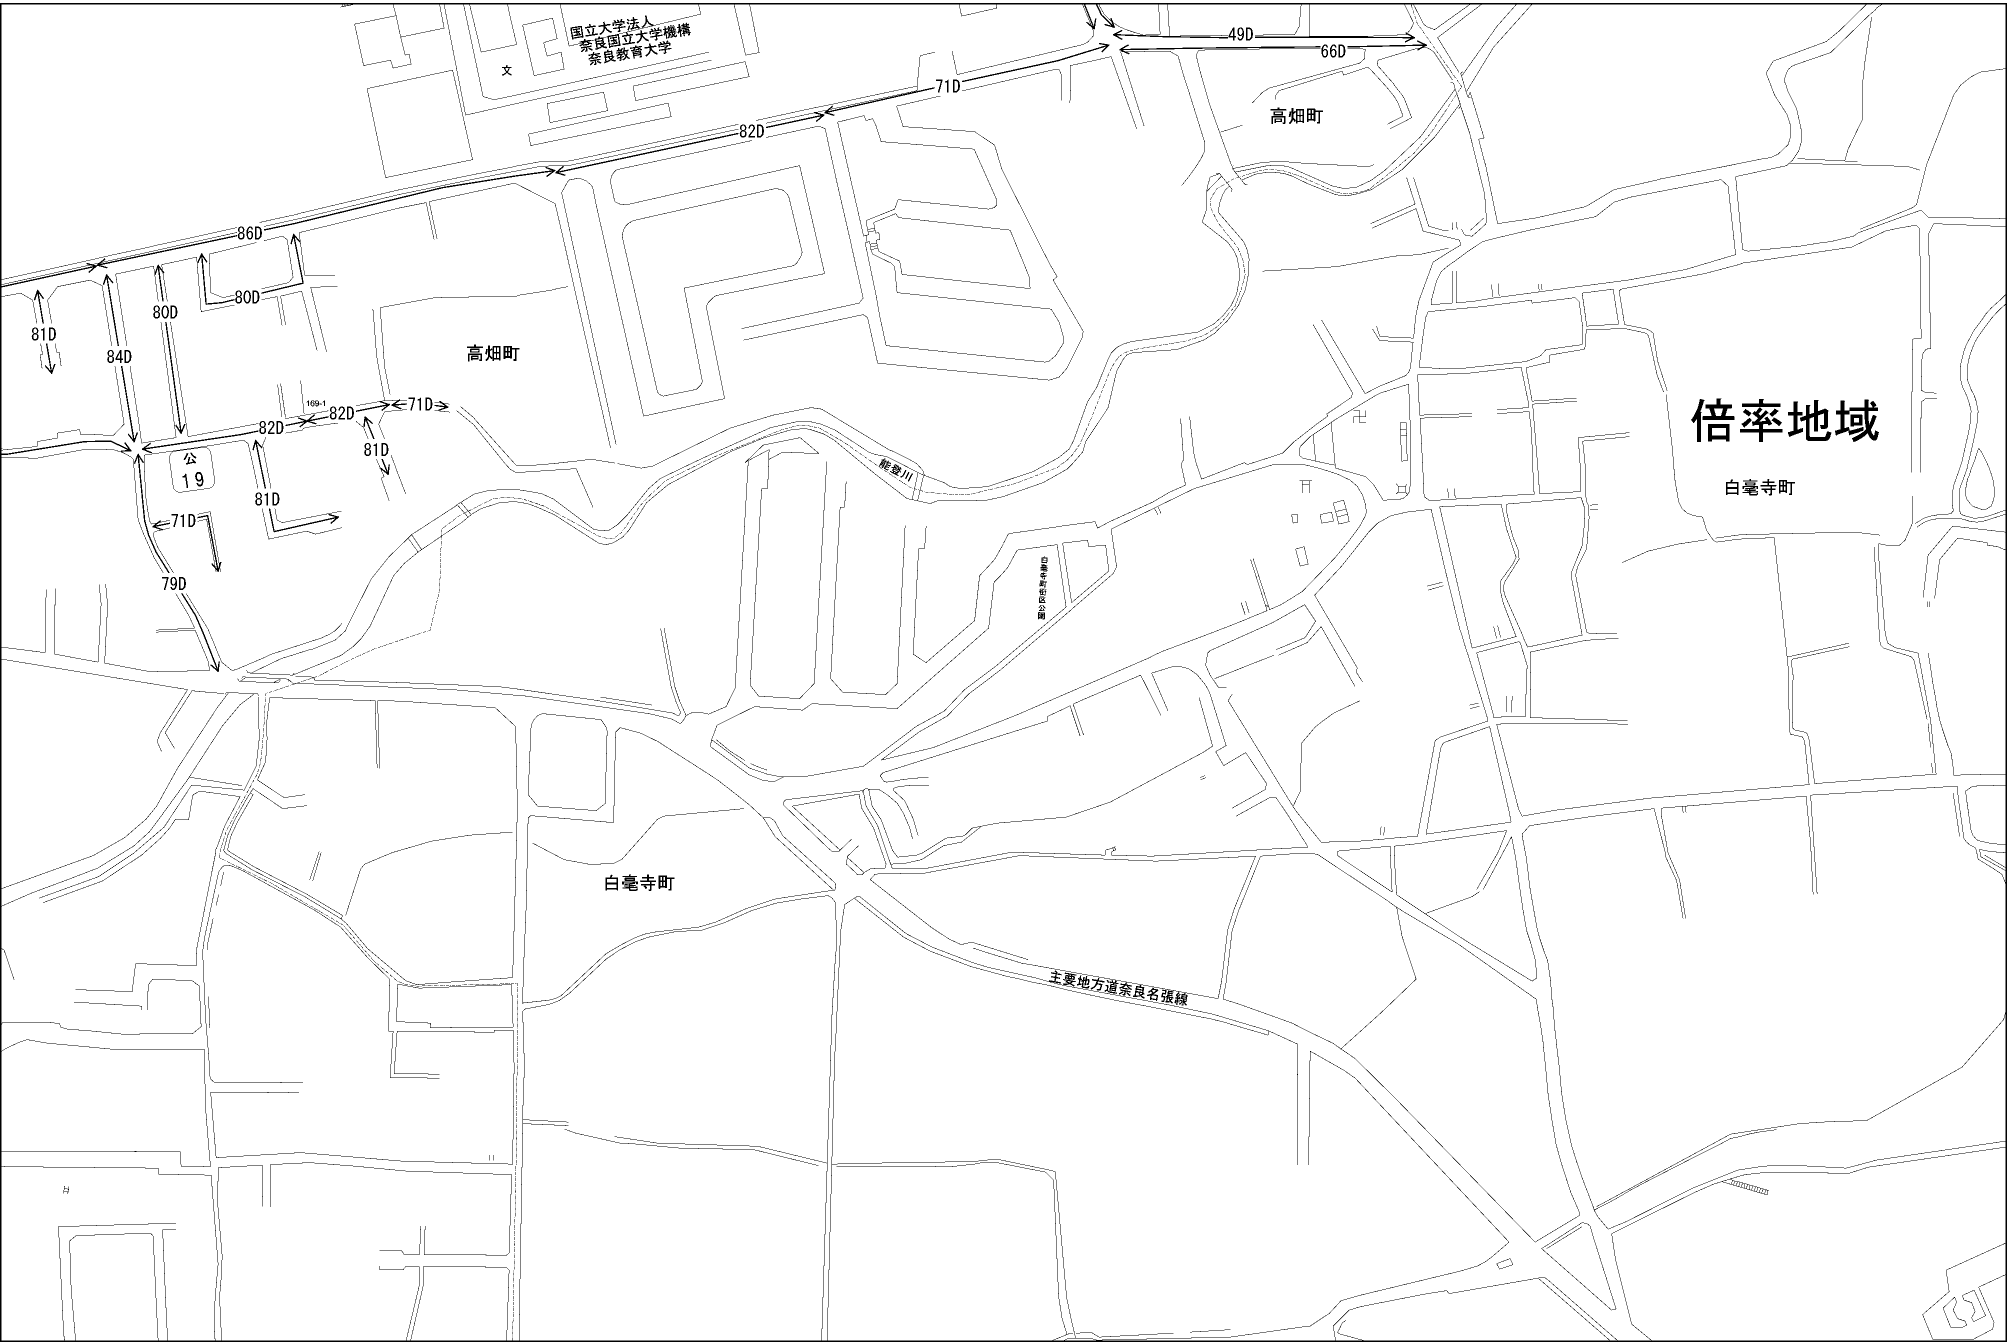 国立大学法人
奈良国立大学機構
奈良教育大学
文
49D
66D
71D
高畑町
82D
86D
80D
80D
81D
84D
高畑町
169-1
71D
82D
82D
倍率地域
81D
公
19
能登川
白毫寺町
81D
71D
白毫寺町街区公園
79D
白毫寺町
主要地方道奈良名張線